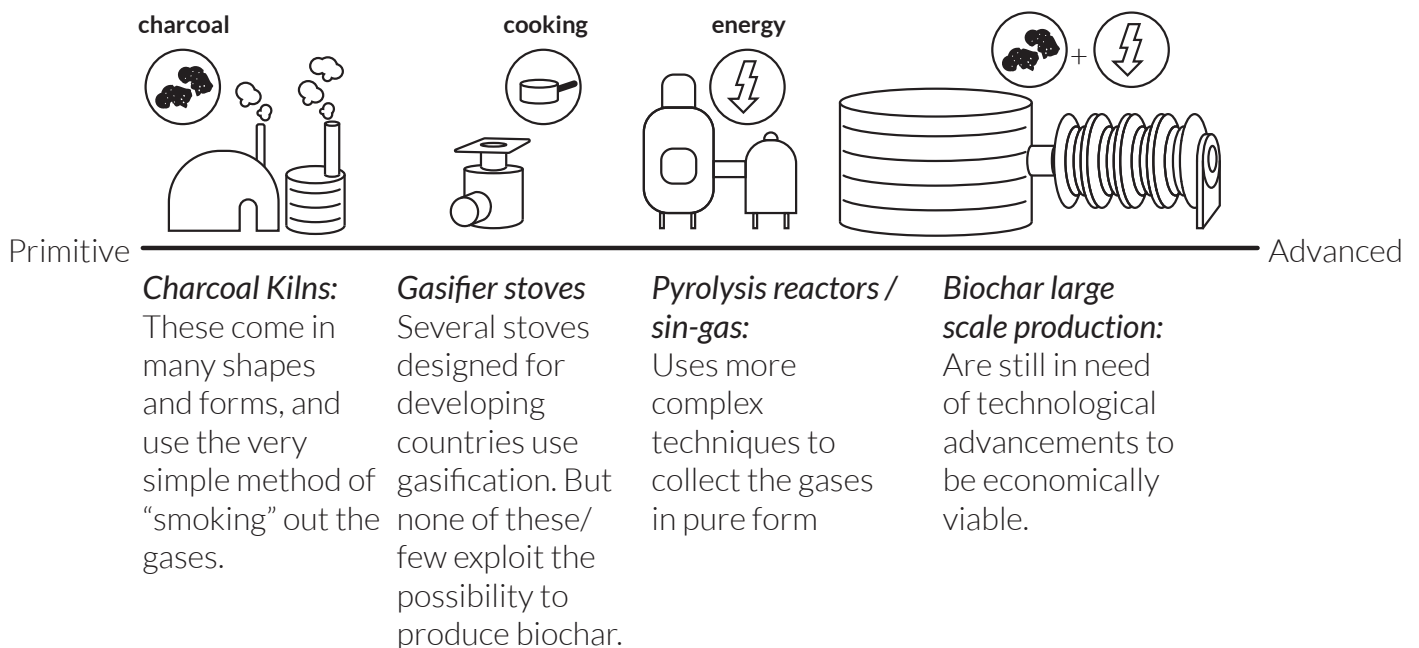 charcoal
cooking
energy
+
Primitive
Advanced
Charcoal Kilns:
These come in
many shapes
and forms, and
use the very
simple method of
“smoking” out the
gases.
Gasifier stoves
Several stoves
designed for
developing
countries use
gasification. But
none of these/
few exploit the
possibility to
produce biochar.
Pyrolysis reactors /
sin-gas:
Uses more
complex
techniques to
collect the gases
in pure form
Biochar large
scale production:
Are still in need
of technological
advancements to
be economically
viable.